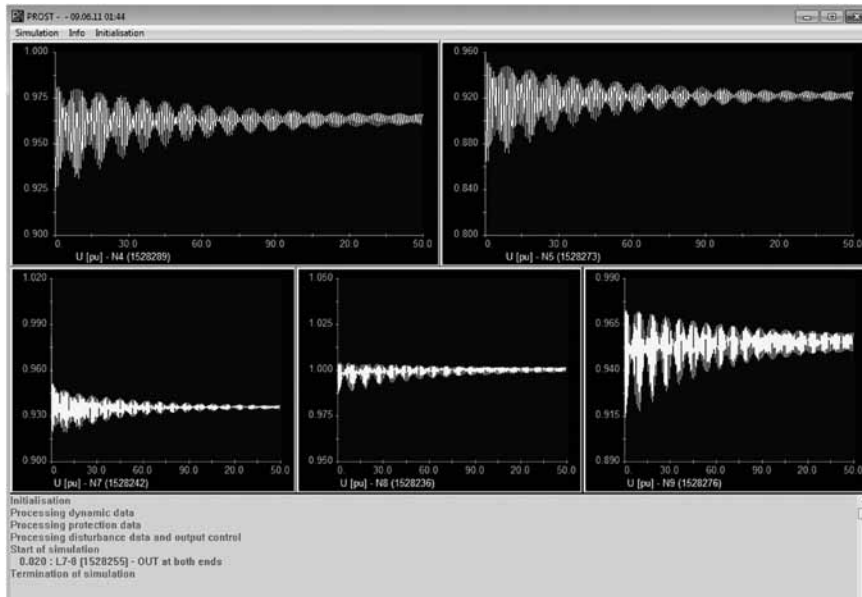 PROST - - 09.06.11 01:44
Simulation Info Initialisation
1.000
0.975
0.950
0.925
0.900
0. 30.0 60.0 90.0 20.0 50.0
U [pu] - N4 (1528289)
0.960
0.920
0.880
0.840
0.800
0. 30.0 60.0 90.0 20.0 50.0
U [pu] - N5 (1528273)
1.020
0.990
0.960
0.930
0.900
0. 30.0 60.0 90.0 20.0 50.0
U [pu] - N7 (1528242)
1.050
1.025
1.000
0.975
0.950
0. 30.0 60.0 90.0 20.0 50.0
U [pu] - N8 (1528236)
0.990
0.965
0.940
0.915
0.890
0. 30.0 60.0 90.0 20.0 50.0
U [pu] - N9 (1528276)
Initialisation
Processing dynamic data
Processing protection data
Processing disturbance data and output control
Start of simulation
0.020 : L7-8 (1528255) - OUT at both ends
Termination of simulation